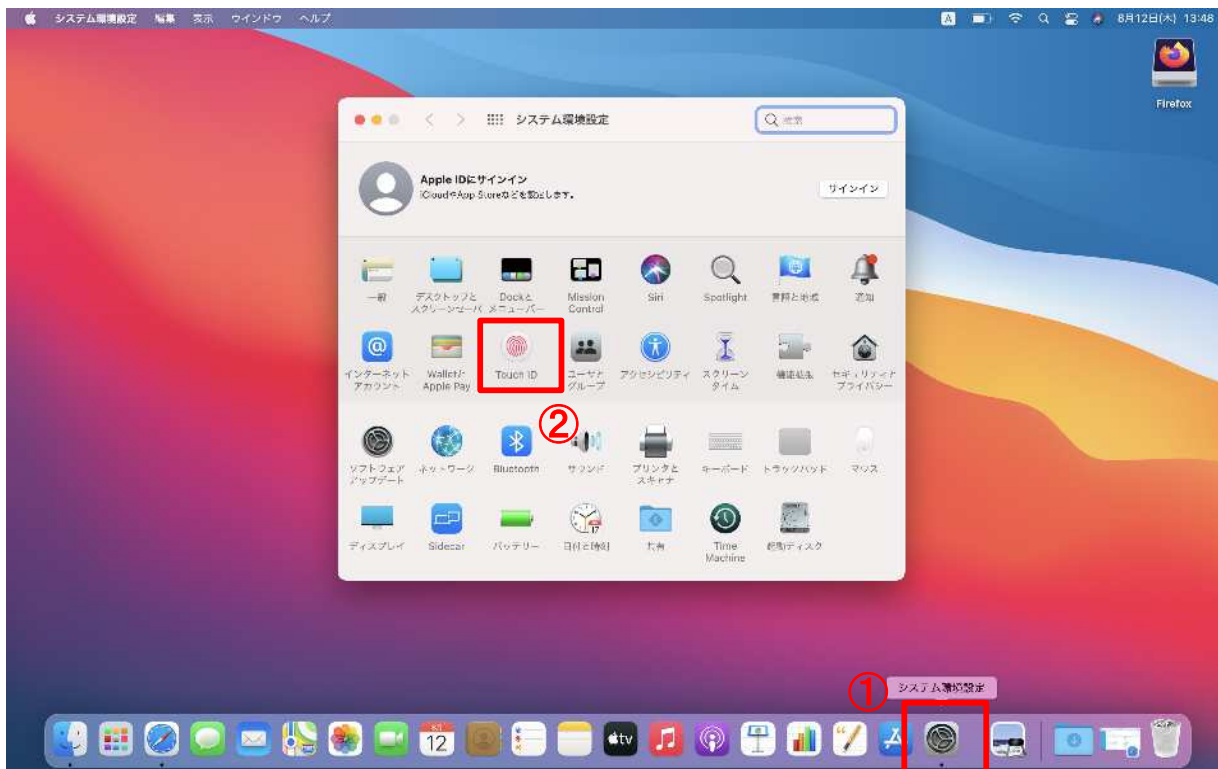 システム環境設定 編集 表示 ウインドウ ヘルプ
A 8月12日(木) 13:48
Firefox
システム環境設定
検索
Apple IDにサインイン
iCloudやApp Storeなどを設定します。
サインイン
一般
デスクトップと
スクリーンセーバ
Dockと
メニューバー
Mission
Control
Siri
Spotlight
言語と地域
通知
インターネット
アカウント
Walletと
Apple Pay
Touch ID
ユーザと
グループ
アクセシビリティ
スクリーン
タイム
機能拡張
セキュリティと
プライバシー
②
ソフトウェア
アップデート
ネットワーク
Bluetooth
サウンド
プリンタと
スキャナ
キーボード
トラックパッド
マウス
ディスプレイ
Sidecar
バッテリー
17
日付と時刻
共有
Time
Machine
起動ディスク
①
システム環境設定
8月
12
tv